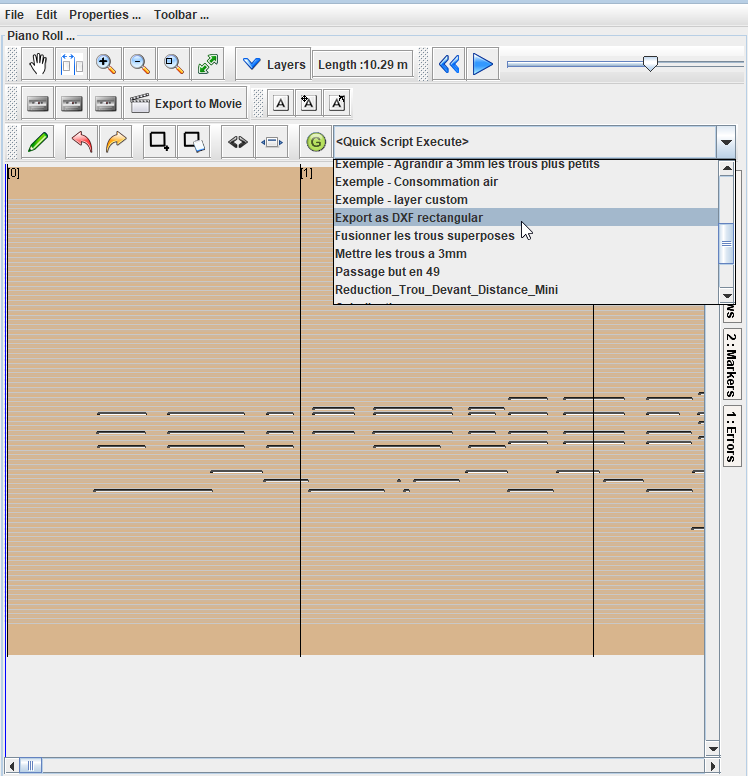 File Edit Properties ... Toolbar ...
Piano Roll ...
Layers Length :10.29 m
Export to Movie A A A
G <Quick Script Execute>
[0] [1] Exemple - Agrandir a 3mm les trous plus petits
Exemple - Consommation air
Exemple - layer custom
Export as DXF rectangular
Fusionner les trous superposes
Mettre les trous a 3mm
Passage but en 49
Reduction_Trou_Devant_Distance_Mini
2 : Markers
1 : Errors